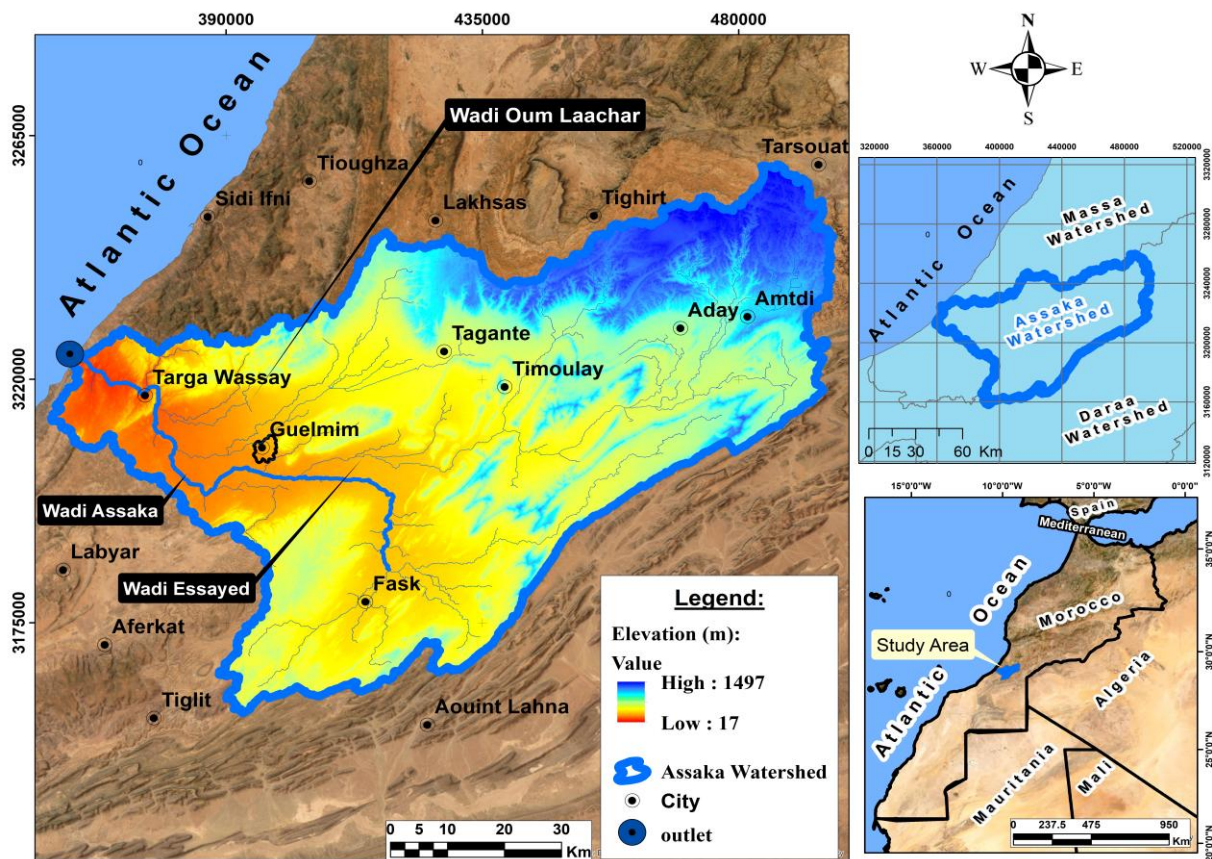 390000
435000
480000
3265000
3220000
3175000
Atlantic Ocean
0
Wadi Oum Laachar
Tarsouat
Tioughza
Sidi Ifni
Lakhsas
Tighirt
Aday
Amtdi
Tagante
Timoulay
Targa Wassay
Guelmim
Wadi Assaka
Labyar
Wadi Essayed
Fask
Aferkat
Tiglit
Aouint Lahna
Legend:
Elevation (m):
Value
High : 1497
Low : 17
Assaka Watershed
City
outlet
0 5 10 20 30
Km
N
W
E
S
320000
360000
400000
440000
480000
520000
3320000
3280000
3240000
3200000
3160000
3120000
Atlantic Ocean
0
Massa
Watershed
Assaka
Watershed
Daraa
Watershed
0 15 30 60 Km
15°0'0"W
10°0'0"W
5°0'0"W
0°0'0"
35°0'0"N
30°0'0"N
25°0'0"N
Spain
Mediterranean
Atlantic Ocean
0
Morocco
Study Area
Algeria
Mauritania
Mali
0 237.5 475 950
Km